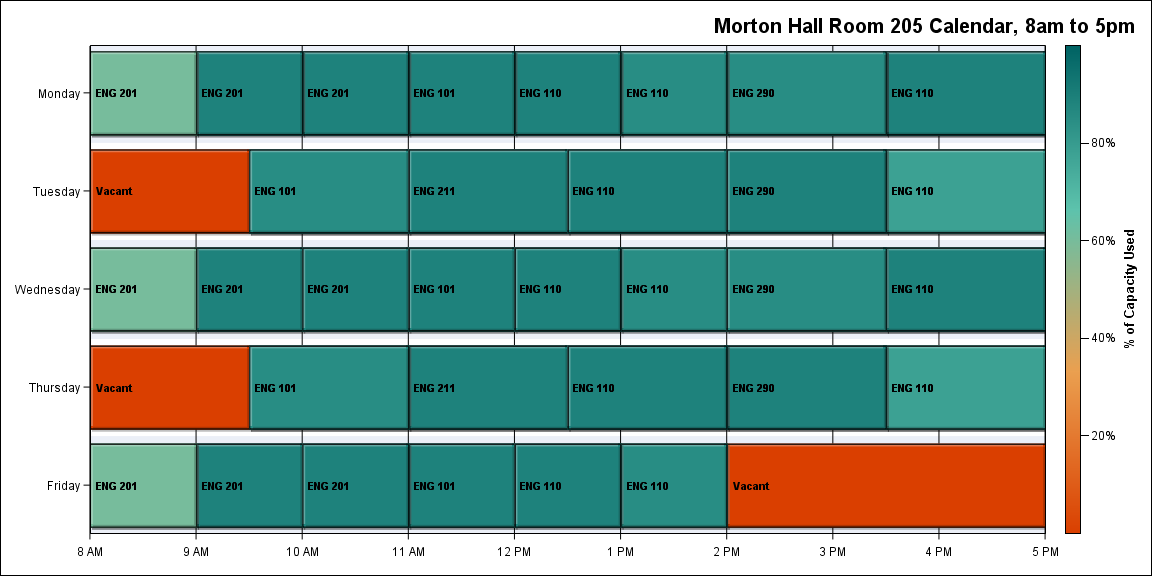 Morton Hall Room 205 Calendar, 8am to 5pm
Monday
ENG 201
ENG 201
ENG 201
ENG 101
ENG 110
ENG 110
ENG 290
ENG 110
Tuesday
Vacant
ENG 101
ENG 211
ENG 110
ENG 290
ENG 110
Wednesday
ENG 201
ENG 201
ENG 201
ENG 101
ENG 110
ENG 110
ENG 290
ENG 110
Thursday
Vacant
ENG 101
ENG 211
ENG 110
ENG 290
ENG 110
Friday
ENG 201
ENG 201
ENG 201
ENG 101
ENG 110
ENG 110
Vacant
8 AM
9 AM
10 AM
11 AM
12 PM
1 PM
2 PM
3 PM
4 PM
5 PM
80%
60%
40%
20%
% of Capacity Used